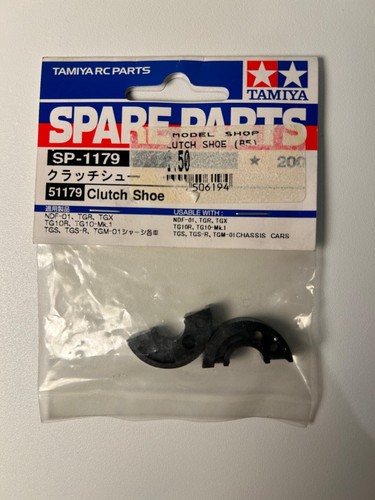 TAMIYA RC PARTS
TAMIYA
SPARE PARTS
MODEL SHOP
CLUTCH SHOE (B5)
SP-1179
1.50
★ 200
クラッチシュー
506194
51179 Clutch Shoe
適用製品
NDF-01, TGR, TGX
TG10R, TG10-Mk.1
TGS, TGS-R, TGM-01シャーシ各車
USABLE WITH :
NDF-01, TGR, TGX
TG10R, TG10-Mk.1
TGS, TGS-R, TGM-01CHASSIS CARS